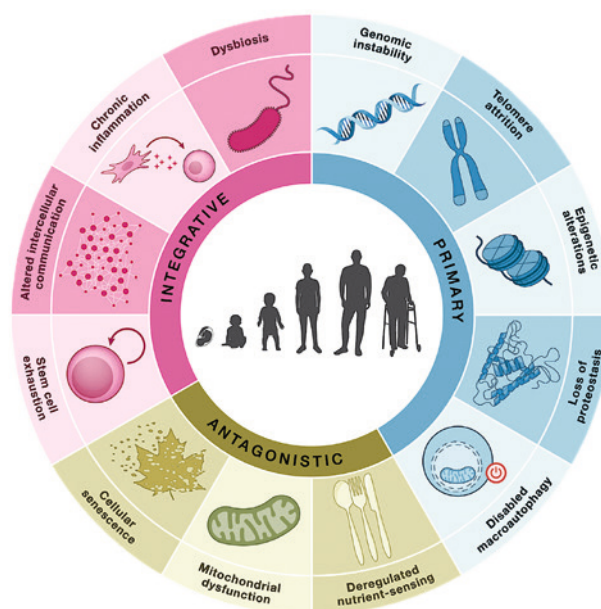 Genomic
instability
Telomere
attrition
Epigenetic
alterations
Loss of
proteostasis
Disabled
macroautophagy
Deregulated
nutrient-sensing
Mitochondrial
dysfunction
Cellular
senescence
Stem cell
exhaustion
Altered intercellular
communication
Chronic
inflammation
Dysbiosis
PRIMARY
ANTAGONISTIC
INTEGRATIVE